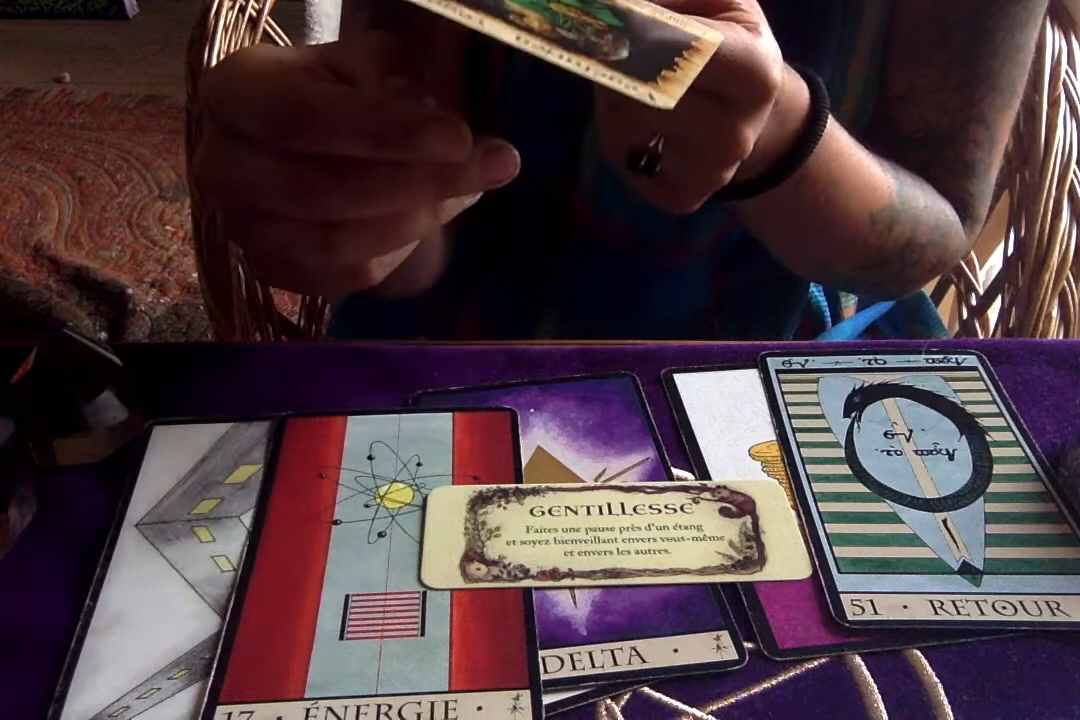 GENTILLESSE
Faites une pause près d'un étang
et soyez bienveillant envers vous-même
et envers les autres.
51 · RETOUR
DELTA ·
17 · ÉNERGIE ·